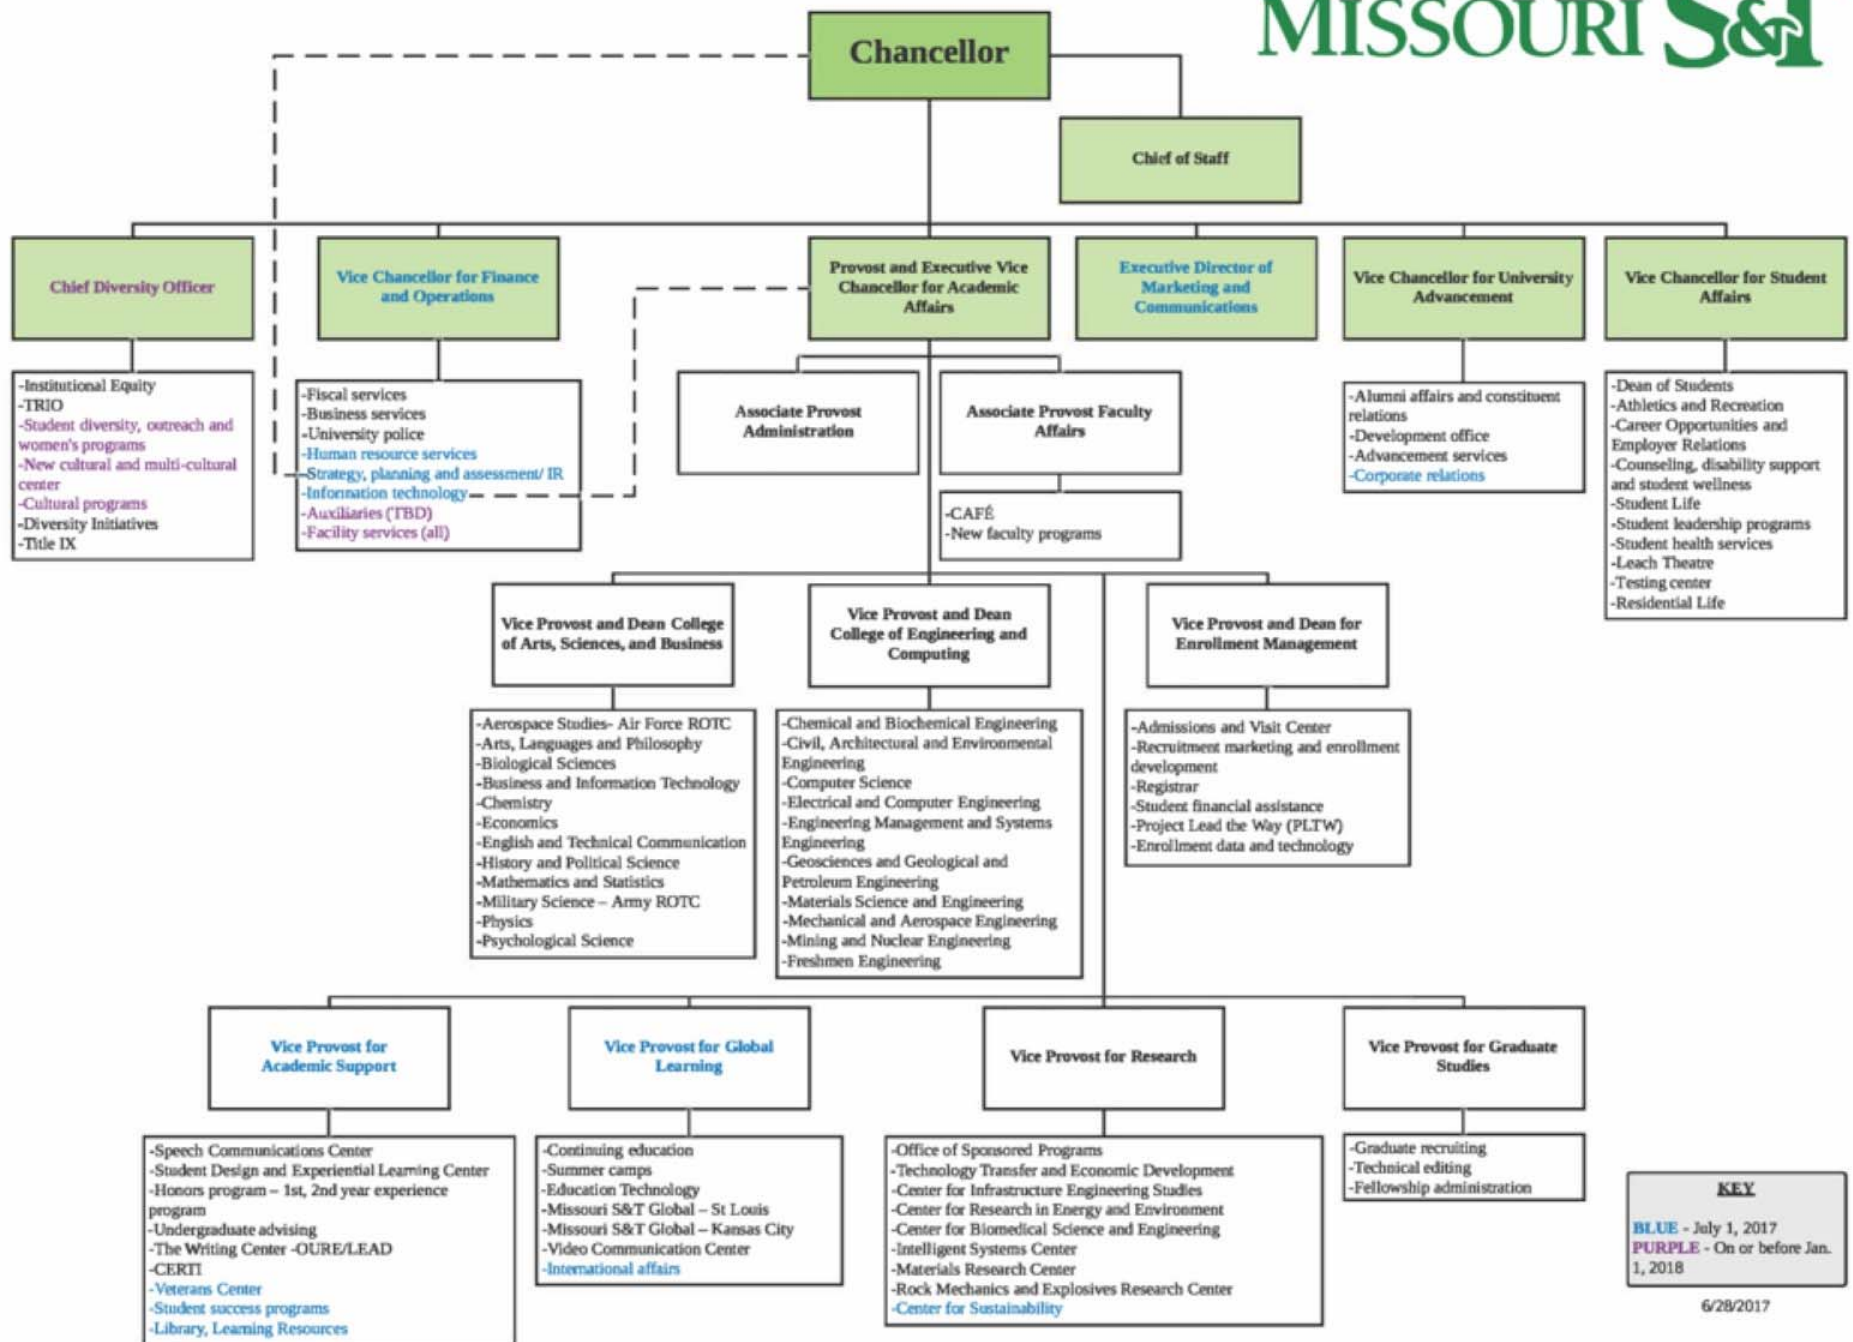 MISSOURI S&T
Chancellor
Chief of Staff
Chief Diversity Officer
Vice Chancellor for Finance
and Operations
Provost and Executive Vice
Chancellor for Academic
Affairs
Executive Director of
Marketing and
Communications
Vice Chancellor for University
Advancement
Vice Chancellor for Student
Affairs
-Institutional Equity
-TRIO
-Student diversity, outreach and
women's programs
-New cultural and multi-cultural
center
-Cultural programs
-Diversity Initiatives
-Title IX
-Fiscal services
-Business services
-University police
-Human resource services
-Strategy, planning and assessment/ IR
-Information technology
-Auxiliaries (TBD)
-Facility services (all)
Associate Provost
Administration
Associate Provost Faculty
Affairs
-CAFÉ
-New faculty programs
-Alumni affairs and constituent
relations
-Development office
-Advancement services
-Corporate relations
-Dean of Students
-Athletics and Recreation
-Career Opportunities and
Employer Relations
-Counseling, disability support
and student wellness
-Student Life
-Student leadership programs
-Student health services
-Leach Theatre
-Testing center
-Residential Life
Vice Provost and Dean College
of Arts, Sciences, and Business
Vice Provost and Dean
College of Engineering and
Computing
Vice Provost and Dean for
Enrollment Management
-Aerospace Studies- Air Force ROTC
-Arts, Languages and Philosophy
-Biological Sciences
-Business and Information Technology
-Chemistry
-Economics
-English and Technical Communication
-History and Political Science
-Mathematics and Statistics
-Military Science – Army ROTC
-Physics
-Psychological Science
-Chemical and Biochemical Engineering
-Civil, Architectural and Environmental
Engineering
-Computer Science
-Electrical and Computer Engineering
-Engineering Management and Systems
Engineering
-Geosciences and Geological and
Petroleum Engineering
-Materials Science and Engineering
-Mechanical and Aerospace Engineering
-Mining and Nuclear Engineering
-Freshmen Engineering
-Admissions and Visit Center
-Recruitment marketing and enrollment
development
-Registrar
-Student financial assistance
-Project Lead the Way (PLTW)
-Enrollment data and technology
Vice Provost for
Academic Support
Vice Provost for Global
Learning
Vice Provost for Research
Vice Provost for Graduate
Studies
-Speech Communications Center
-Student Design and Experiential Learning Center
-Honors program – 1st, 2nd year experience
program
-Undergraduate advising
-The Writing Center -OURE/LEAD
-CERTI
-Veterans Center
-Student success programs
-Library, Learning Resources
-Continuing education
-Summer camps
-Education Technology
-Missouri S&T Global – St Louis
-Missouri S&T Global – Kansas City
-Video Communication Center
-International affairs
-Office of Sponsored Programs
-Technology Transfer and Economic Development
-Center for Infrastructure Engineering Studies
-Center for Research in Energy and Environment
-Center for Biomedical Science and Engineering
-Intelligent Systems Center
-Materials Research Center
-Rock Mechanics and Explosives Research Center
-Center for Sustainability
-Graduate recruiting
-Technical editing
-Fellowship administration
KEY
BLUE - July 1, 2017
PURPLE - On or before Jan.
1, 2018
6/28/2017